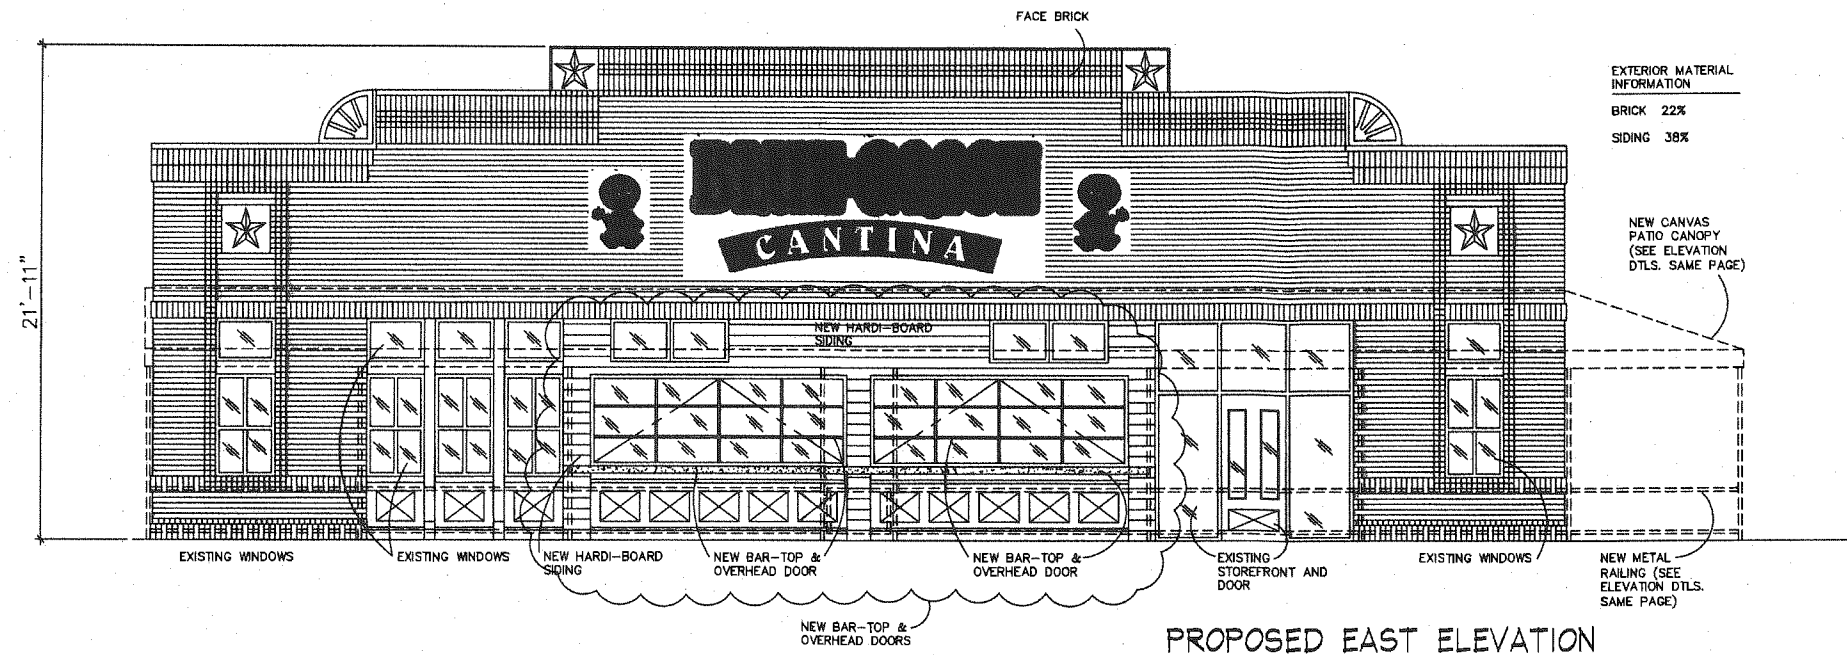 FACE BRICK
EXTERIOR MATERIAL
INFORMATION
BRICK 22%
SIDING 38%
21'-11"
CANTINA
NEW CANVAS
PATIO CANOPY
(SEE ELEVATION
DTLS. SAME PAGE)
NEW HARDI-BOARD
SIDING
EXISTING WINDOWS
EXISTING WINDOWS
NEW HARDI-BOARD
SIDING
NEW BAR-TOP &
OVERHEAD DOOR
NEW BAR-TOP &
OVERHEAD DOOR
EXISTING
STOREFRONT AND
DOOR
EXISTING WINDOWS
NEW METAL
RAILING (SEE
ELEVATION DTLS.
SAME PAGE)
NEW BAR-TOP &
OVERHEAD DOORS
PROPOSED EAST ELEVATION